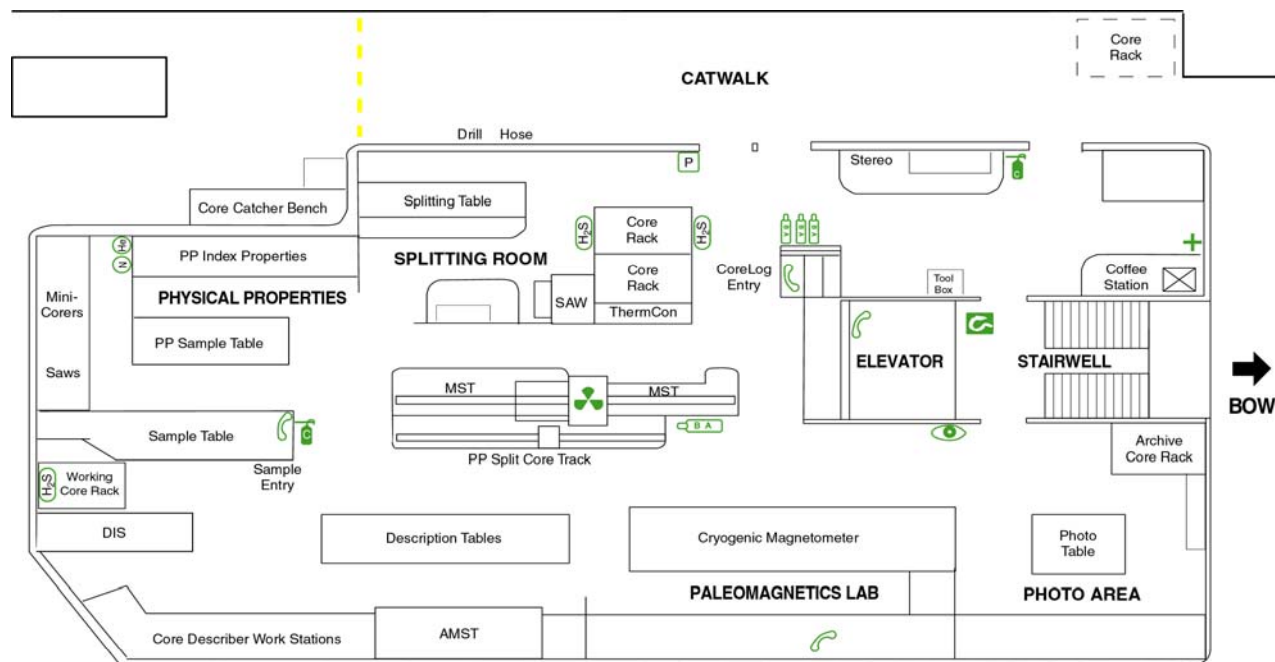 Core
Rack
CATWALK
Drill Hose
P
Stereo
C
Core Catcher Bench
Splitting Table
H2S
Core
Rack
H2S
B A
B A
B A
He
N
PP Index Properties
SPLITTING ROOM
Core
Rack
CoreLog
Entry
Tool
Box
Coffee
Station
Mini-
Corers
PHYSICAL PROPERTIES
SAW
ThermCon
PP Sample Table
ELEVATOR
STAIRWELL
Saws
MST
MST
BOW
Sample Table
C
B A
PP Split Core Track
Archive
Core Rack
Sample
Entry
H2S
Working
Core Rack
DIS
Description Tables
Cryogenic Magnetometer
Photo
Table
PALEOMAGNETICS LAB
PHOTO AREA
Core Describer Work Stations
AMST